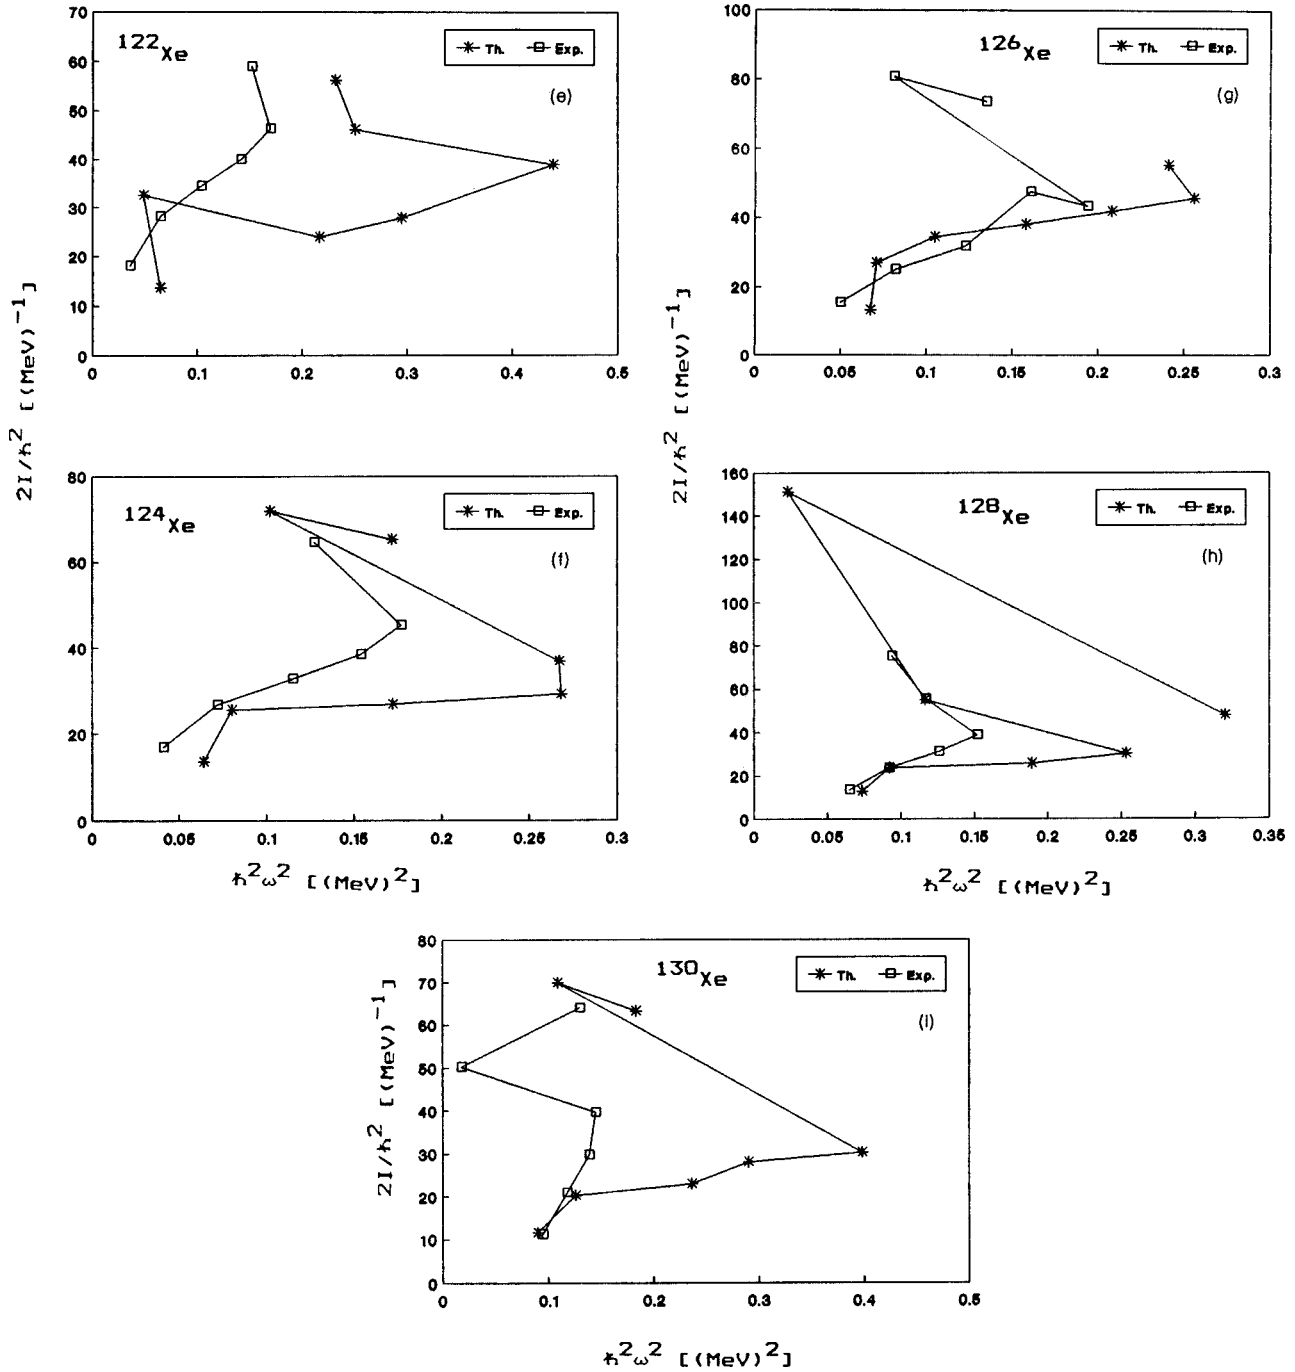 2I/ℏ² [(MeV)⁻¹]
70
60
50
40
30
20
10
0
¹²²Xe
Th. Exp.
(e)
0 0.1 0.2 0.3 0.4 0.5
2I/ℏ² [(MeV)⁻¹]
100
80
60
40
20
0
¹²⁶Xe
Th. Exp.
(g)
0 0.05 0.1 0.15 0.2 0.25 0.3
80
60
40
20
0
¹²⁴Xe
Th. Exp.
(f)
0 0.05 0.1 0.15 0.2 0.25 0.3
ℏ²ω² [(MeV)²]
160
140
120
100
80
60
40
20
0
¹²⁸Xe
Th. Exp.
(h)
0 0.05 0.1 0.15 0.2 0.25 0.3 0.35
ℏ²ω² [(MeV)²]
2I/ℏ² [(MeV)⁻¹]
80
70
60
50
40
30
20
10
0
¹³⁰Xe
Th. Exp.
(i)
0 0.1 0.2 0.3 0.4 0.5
ℏ²ω² [(MeV)²]